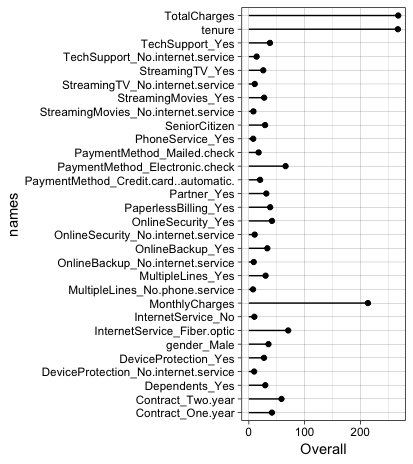 TotalCharges
tenure
TechSupport_Yes
TechSupport_No.internet.service
StreamingTV_Yes
StreamingTV_No.internet.service
StreamingMovies_Yes
StreamingMovies_No.internet.service
SeniorCitizen
PhoneService_Yes
PaymentMethod_Mailed.check
PaymentMethod_Electronic.check
PaymentMethod_Credit.card..automatic.
Partner_Yes
PaperlessBilling_Yes
OnlineSecurity_Yes
OnlineSecurity_No.internet.service
OnlineBackup_Yes
OnlineBackup_No.internet.service
MultipleLines_Yes
MultipleLines_No.phone.service
MonthlyCharges
InternetService_No
InternetService_Fiber.optic
gender_Male
DeviceProtection_Yes
DeviceProtection_No.internet.service
Dependents_Yes
Contract_Two.year
Contract_One.year
names
0 100 200
Overall